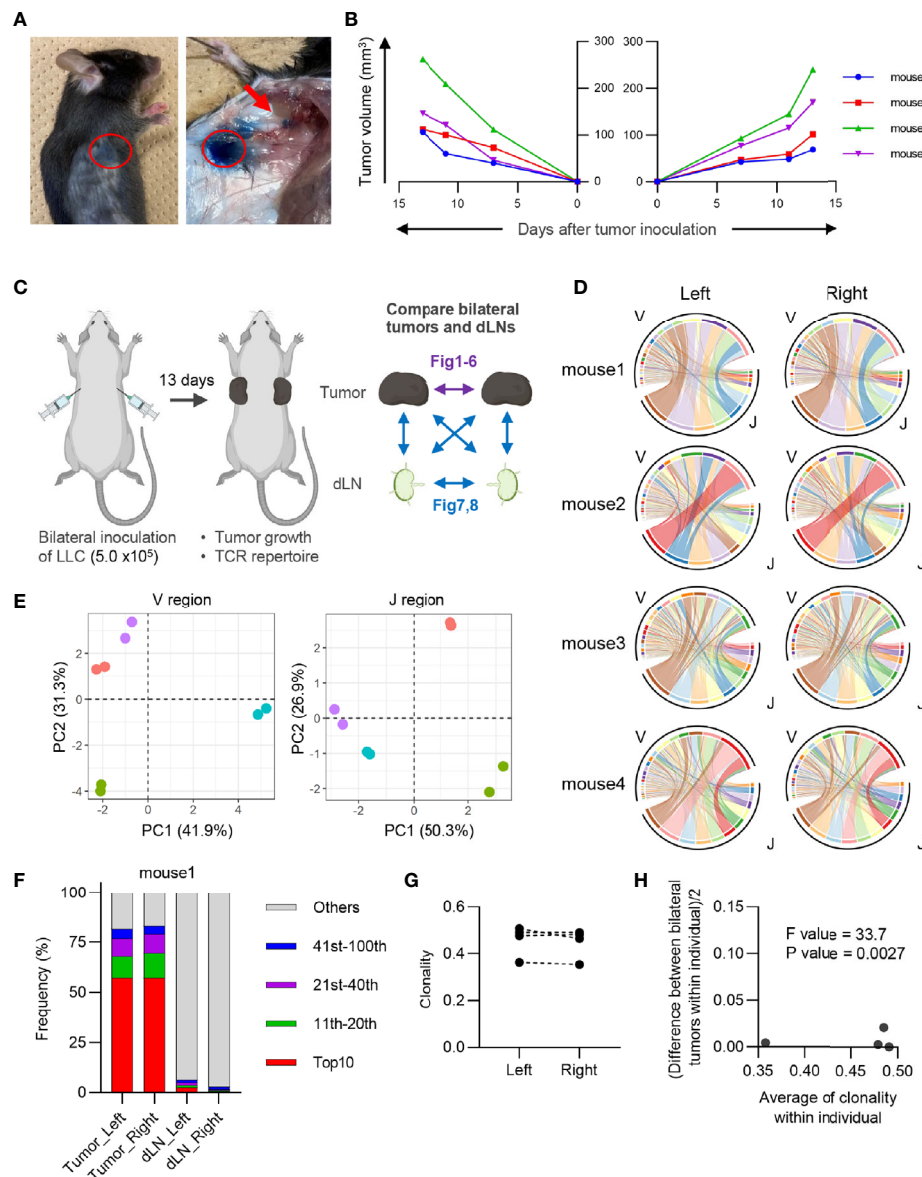 A
B
Tumor volume (mm³)
300
200
100
0
300
200
100
0
15
10
5
0
0
5
10
15
Days after tumor inoculation
mouse
mouse
mouse
mouse
C
13 days
Bilateral inoculation
of LLC (5.0 x10⁵)
• Tumor growth
• TCR repertoire
Compare bilateral
tumors and dLNs
Fig1-6
Tumor
dLN
Fig7,8
D
Left
Right
mouse1
V
J
V
J
mouse2
V
J
V
J
mouse3
V
J
V
J
mouse4
V
J
V
J
E
V region
PC2 (31.3%)
2
0
-2
-4
-2
0
2
4
PC1 (41.9%)
J region
PC2 (26.9%)
2
1
0
-1
-2
-2
0
2
PC1 (50.3%)
F
mouse1
Frequency (%)
100
75
50
25
0
Tumor_Left
Tumor_Right
dLN_Left
dLN_Right
Others
41st-100th
21st-40th
11th-20th
Top10
G
Clonality
0.6
0.4
0.2
0.0
Left
Right
H
(Difference between bilateral
tumors within individual)/2
0.15
0.10
0.05
0.00
F value = 33.7
P value = 0.0027
0.36
0.40
0.45
0.50
Average of clonality
within individual